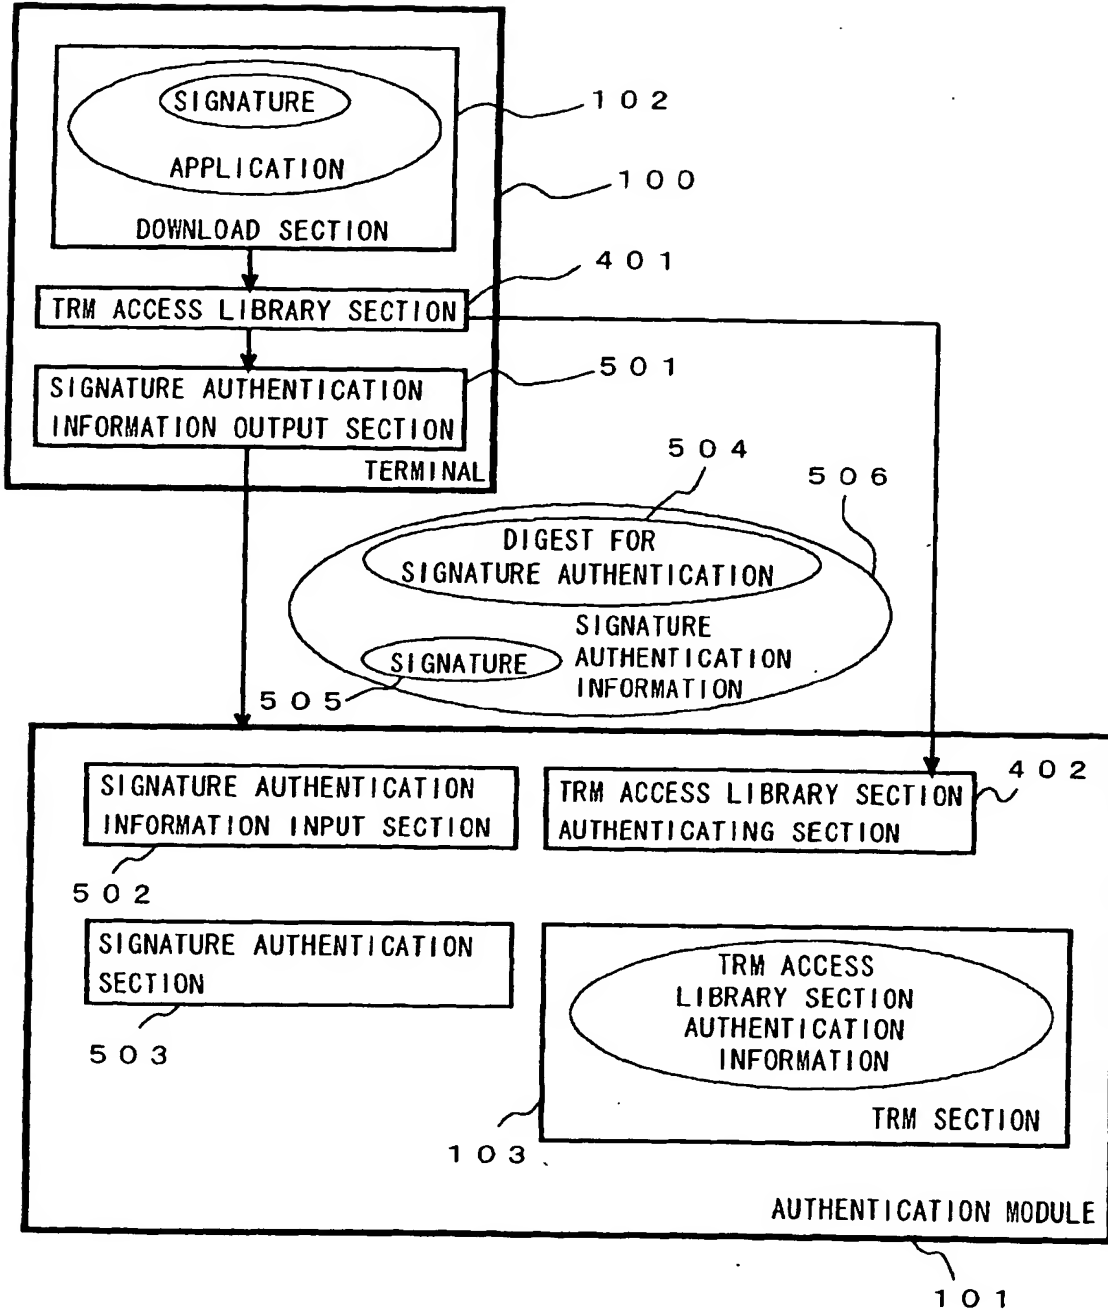 SIGNATURE
APPLICATION
DOWNLOAD SECTION
102
100
401
TRM ACCESS LIBRARY SECTION
501
SIGNATURE AUTHENTICATION
INFORMATION OUTPUT SECTION
TERMINAL
504
506
DIGEST FOR
SIGNATURE AUTHENTICATION
SIGNATURE
AUTHENTICATION
INFORMATION
SIGNATURE
505
SIGNATURE AUTHENTICATION
INFORMATION INPUT SECTION
502
TRM ACCESS LIBRARY SECTION
AUTHENTICATING SECTION
402
SIGNATURE AUTHENTICATION
SECTION
503
TRM ACCESS
LIBRARY SECTION
AUTHENTICATION
INFORMATION
TRM SECTION
103
AUTHENTICATION MODULE
101